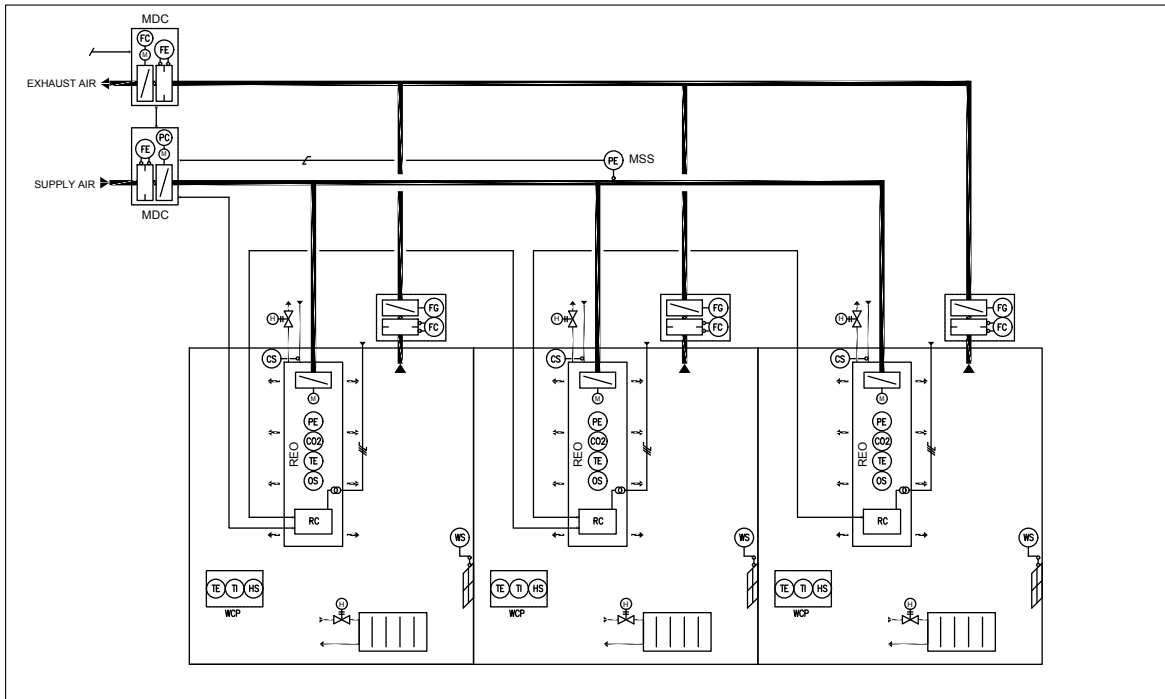 MDC
FC
M
FE
EXHAUST AIR
PC
FE
M
PE MSS
SUPPLY AIR
MDC
FG FG FG
H H H
FC FC FC
CS CS CS
M M M
PE PE PE
CO2 CO2 CO2
REO REO REO
TE TE TE
OS OS OS
RC RC RC
WS WS WS
TE TI HS TE TI HS TE TI HS
WCP WCP WCP
H H H